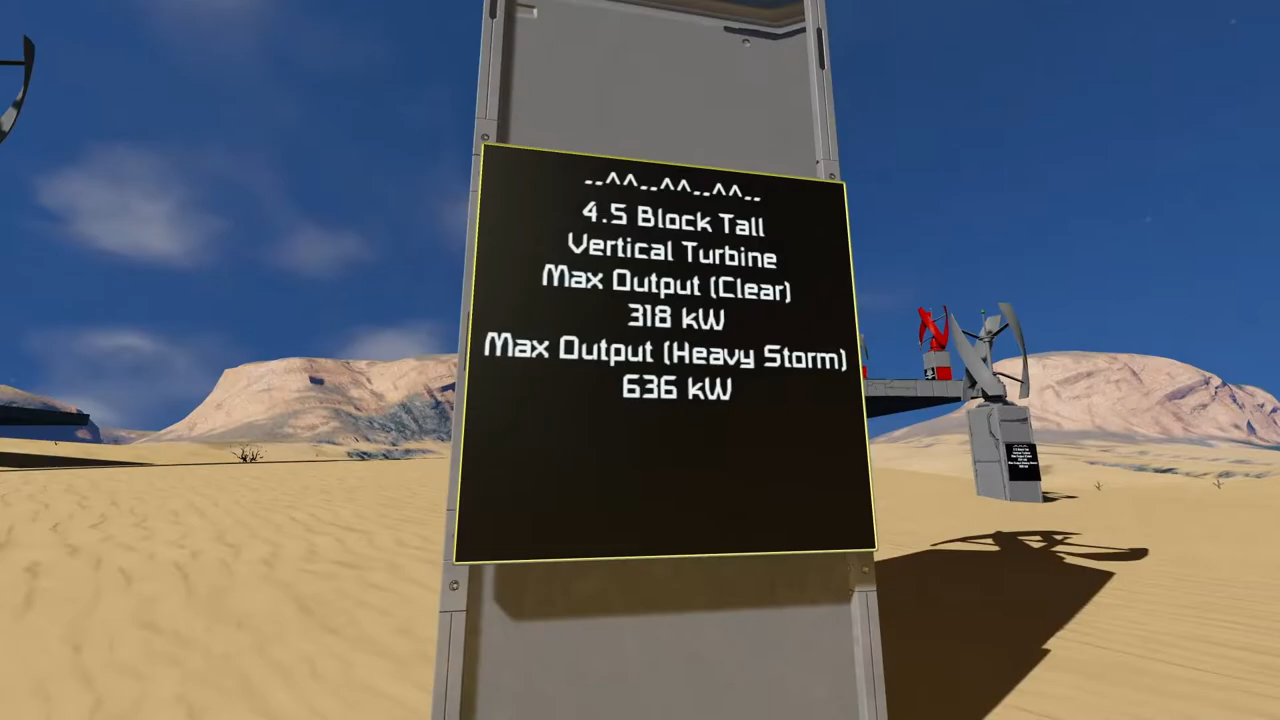 ..^^..^^..^^..
4.5 Block Tall
Vertical Turbine
Max Output (Clear)
318 kW
Max Output (Heavy Storm)
636 kW